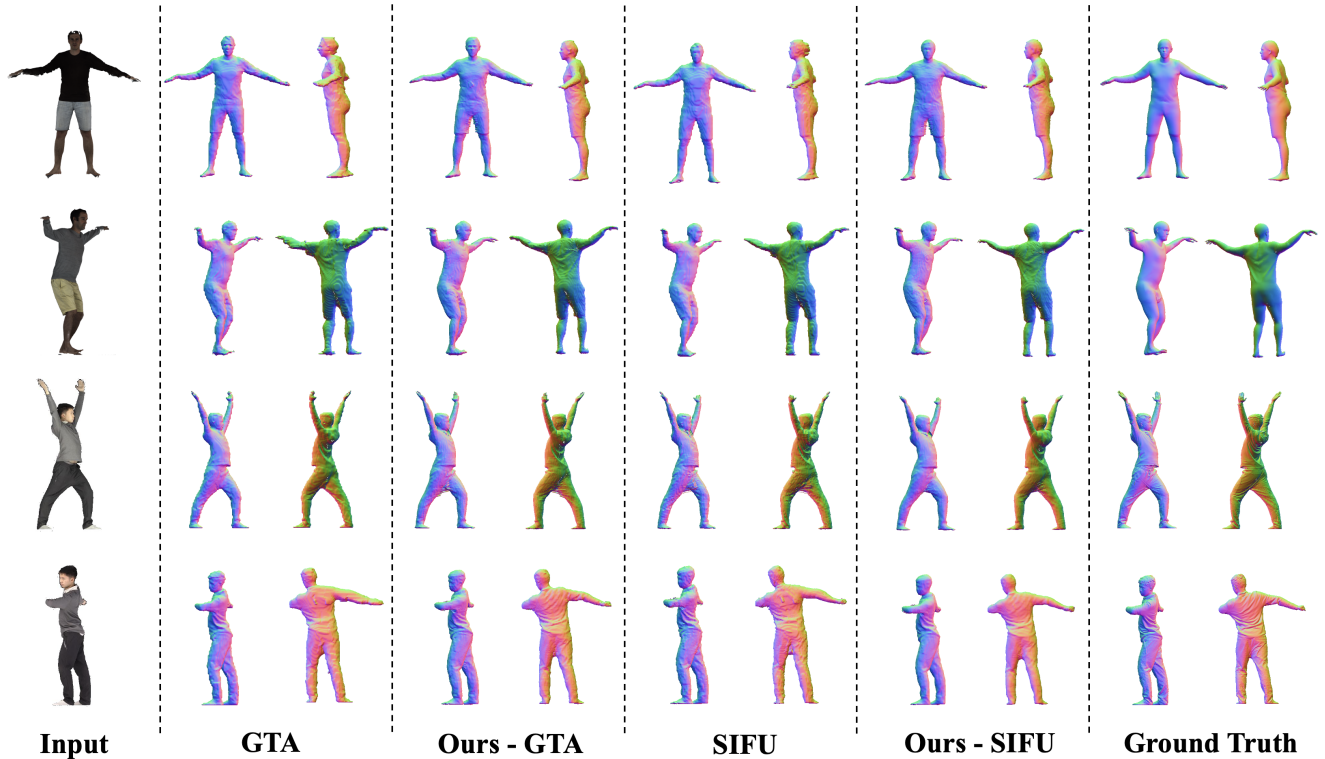 Input
GTA
Ours - GTA
SIFU
Ours - SIFU
Ground Truth